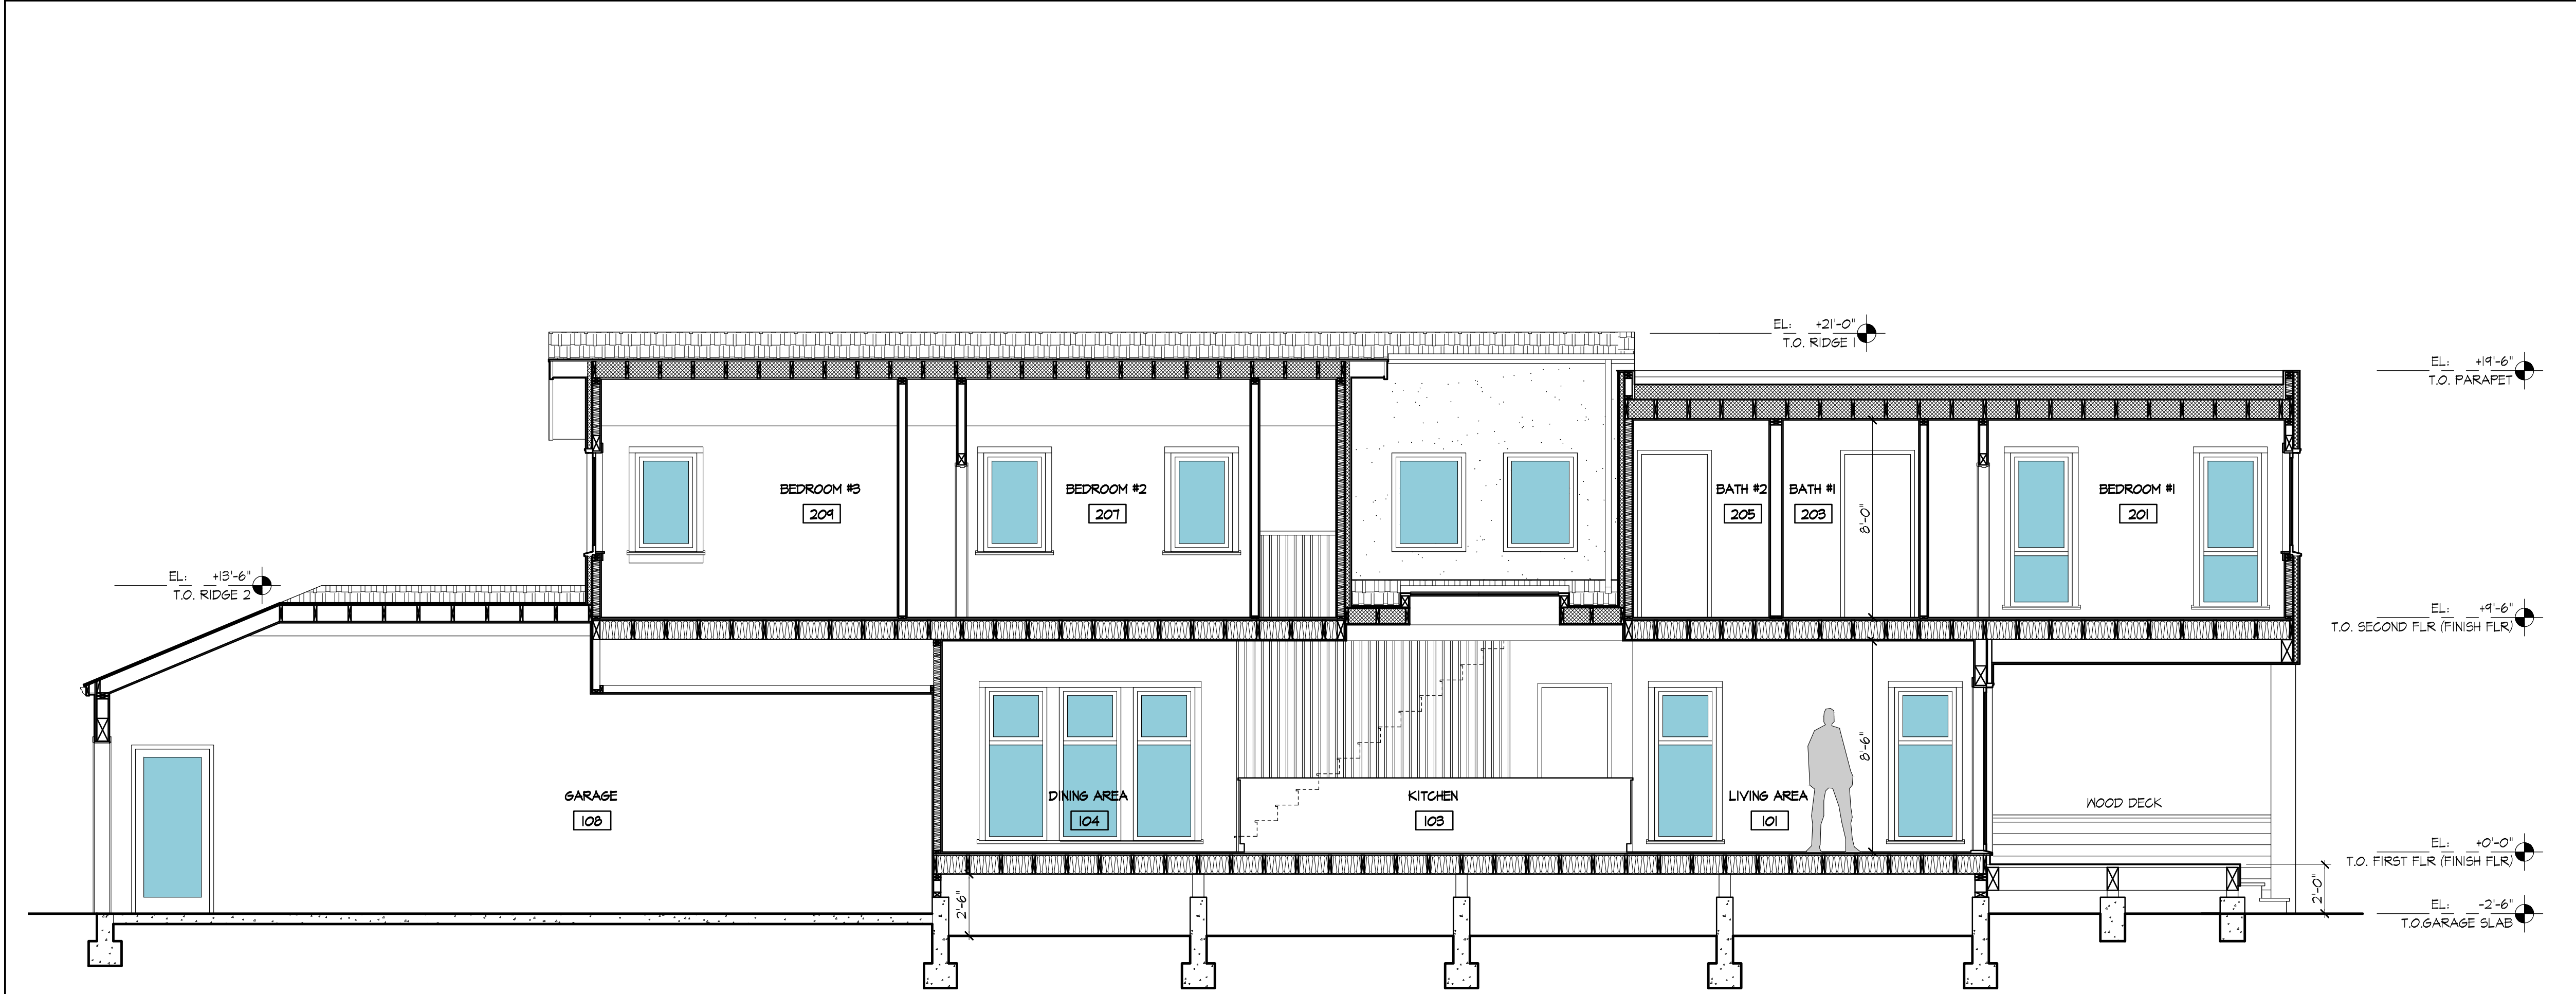 EL: +21'-0"
T.O. RIDGE 1
EL: +19'-6"
T.O. PARAPET
BEDROOM #3
209
BEDROOM #2
207
BATH #2
205
BATH #1
203
8'-0"
BEDROOM #1
201
EL: +13'-6"
T.O. RIDGE 2
EL: +9'-6"
T.O. SECOND FLR (FINISH FLR)
GARAGE
108
DINING AREA
104
KITCHEN
103
LIVING AREA
101
8'-6"
WOOD DECK
EL: +0'-0"
T.O. FIRST FLR (FINISH FLR)
2'-6"
2'-0"
EL: -2'-6"
T.O.GARAGE SLAB